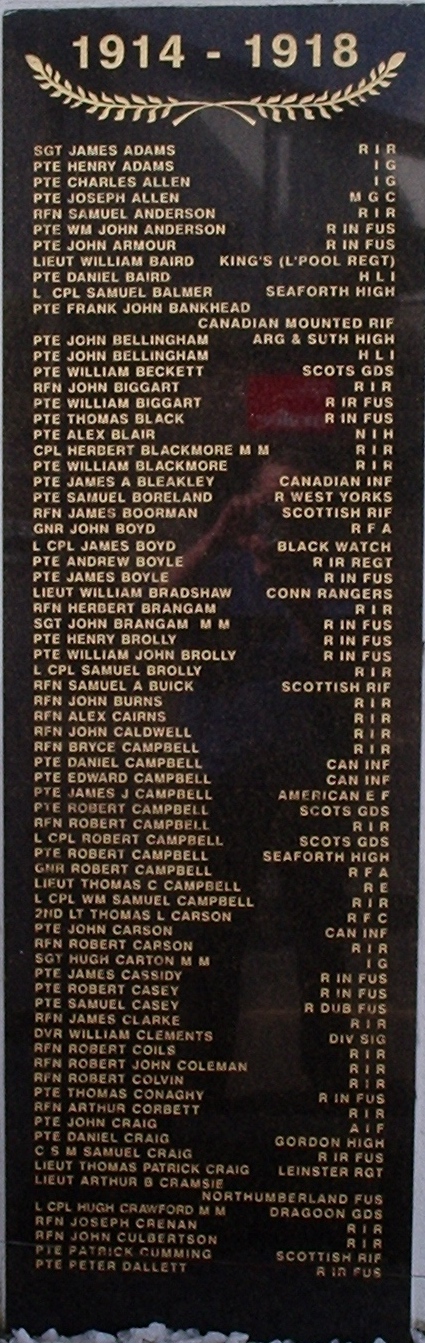 1914 - 1918
SGT JAMES ADAMS R I R
PTE HENRY ADAMS I G
PTE CHARLES ALLEN I G
PTE JOSEPH ALLEN M G C
RFN SAMUEL ANDERSON R I R
PTE WM JOHN ANDERSON R IN FUS
PTE JOHN ARMOUR R IN FUS
LIEUT WILLIAM BAIRD KING'S (L'POOL REGT)
PTE DANIEL BAIRD H L I
L CPL SAMUEL BALMER SEAFORTH HIGH
PTE FRANK JOHN BANKHEAD
CANADIAN MOUNTED RIF
PTE JOHN BELLINGHAM ARG & SUTH HIGH
PTE JOHN BELLINGHAM H L I
PTE WILLIAM BECKETT SCOTS GDS
RFN JOHN BIGGART R I R
PTE WILLIAM BIGGART R IR FUS
PTE THOMAS BLACK R IN FUS
PTE ALEX BLAIR N I H
CPL HERBERT BLACKMORE M M R I R
PTE WILLIAM BLACKMORE R I R
PTE JAMES A BLEAKLEY CANADIAN INF
PTE SAMUEL BORELAND R WEST YORKS
RFN JAMES BOORMAN SCOTTISH RIF
GNR JOHN BOYD R F A
L CPL JAMES BOYD BLACK WATCH
PTE ANDREW BOYLE R IR REGT
PTE JAMES BOYLE R IN FUS
LIEUT WILLIAM BRADSHAW CONN RANGERS
RFN HERBERT BRANGAM R I R
SGT JOHN BRANGAM M M R IN FUS
PTE HENRY BROLLY R IN FUS
PTE WILLIAM JOHN BROLLY R IN FUS
L CPL SAMUEL BROLLY R I R
RFN SAMUEL A BUICK SCOTTISH RIF
RFN JOHN BURNS R I R
RFN ALEX CAIRNS R I R
RFN JOHN CALDWELL R I R
RFN BRYCE CAMPBELL R I R
PTE DANIEL CAMPBELL CAN INF
PTE EDWARD CAMPBELL CAN INF
PTE JAMES J CAMPBELL AMERICAN E F
PTE ROBERT CAMPBELL SCOTS GDS
RFN ROBERT CAMPBELL R I R
L CPL ROBERT CAMPBELL SCOTS GDS
PTE ROBERT CAMPBELL SEAFORTH HIGH
GNR ROBERT CAMPBELL R F A
LIEUT THOMAS C CAMPBELL R E
L CPL WM SAMUEL CAMPBELL R I R
2ND LT THOMAS L CARSON R F C
PTE JOHN CARSON CAN INF
RFN ROBERT CARSON R I R
SGT HUGH CARTON M M I G
PTE JAMES CASSIDY R IN FUS
PTE ROBERT CASEY R IN FUS
PTE SAMUEL CASEY R DUB FUS
RFN JAMES CLARKE R I R
DVR WILLIAM CLEMENTS DIV SIG
RFN ROBERT COILS R I R
RFN ROBERT JOHN COLEMAN R I R
RFN ROBERT COLVIN R I R
PTE THOMAS CONAGHY R IN FUS
RFN ARTHUR CORBETT R I R
PTE JOHN CRAIG A I F
PTE DANIEL CRAIG GORDON HIGH
C S M SAMUEL CRAIG R IR FUS
LIEUT THOMAS PATRICK CRAIG LEINSTER RGT
LIEUT ARTHUR B CRAMSIE
NORTHUMBERLAND FUS
L CPL HUGH CRAWFORD M M DRAGOON GDS
RFN JOSEPH CRENAN R I R
RFN JOHN CULBERTSON R I R
PTE PATRICK CUMMING SCOTTISH RIF
PTE PETER DALLETT R IR FUS